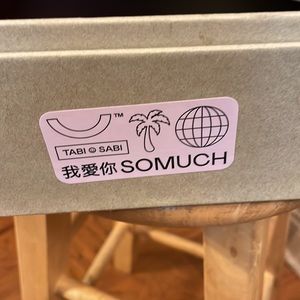 ™
TABI ☺ SABI
我愛你 SOMUCH